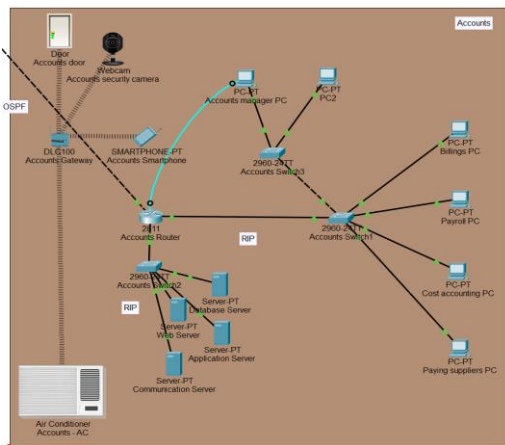 Accounts
Door
Accounts door
Webcam
Accounts security camera
PC-PT
Accounts manager PC
PC-PT
PC2
OSPF
DLC100
Accounts Gateway
SMARTPHONE-PT
Accounts Smartphone
2960-24TT
Accounts Switch3
PC-PT
Billings PC
PC-PT
Payroll PC
2811
Accounts Router
RIP
2960-24TT
Accounts Switch1
2960-24TT
Accounts Switch2
PC-PT
Cost accounting PC
RIP
Server-PT
Database Server
Server-PT
Web Server
Server-PT
Application Server
Server-PT
Communication Server
PC-PT
Paying suppliers PC
Air Conditioner
Accounts - AC